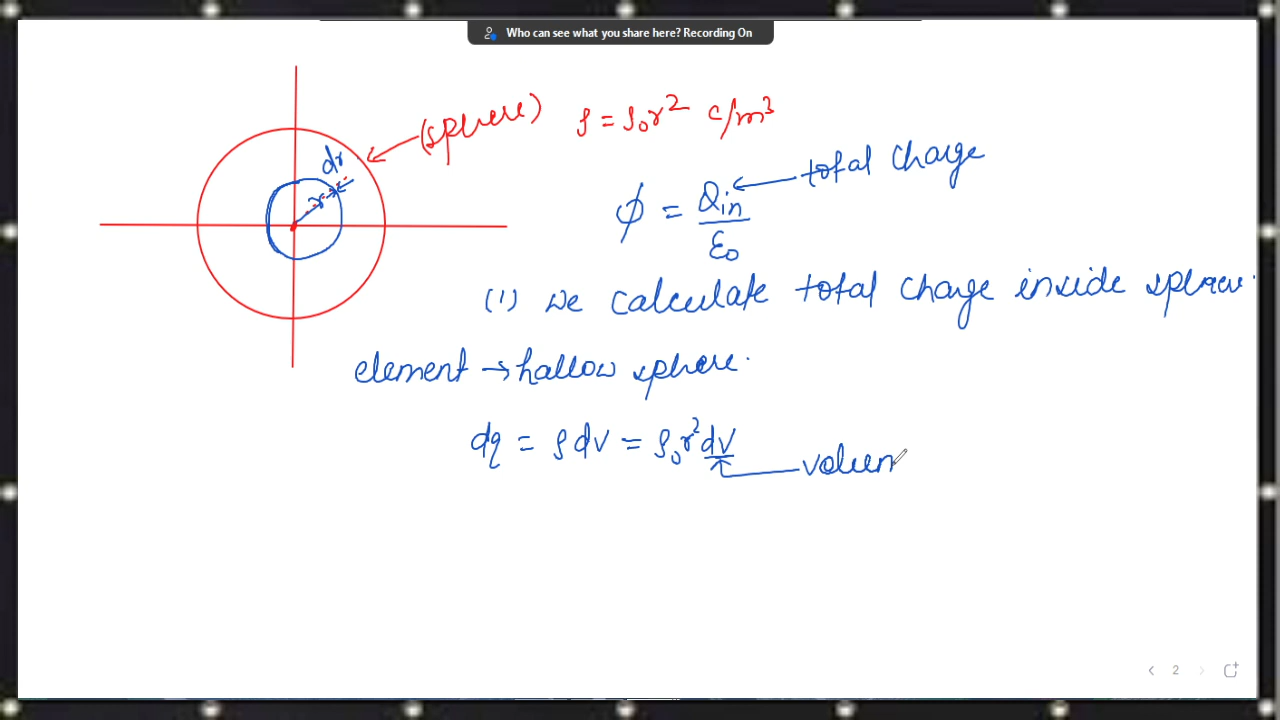 Who can see what you share here? Recording On
(sphere) ρ = ρ₀r² c/m³
dr
r
total charge
ϕ = Qin/ε₀
(1) we calculate total charge inside sphere.
element → hallow sphere.
dq = ρdv = ρ₀r²dv
volum
2